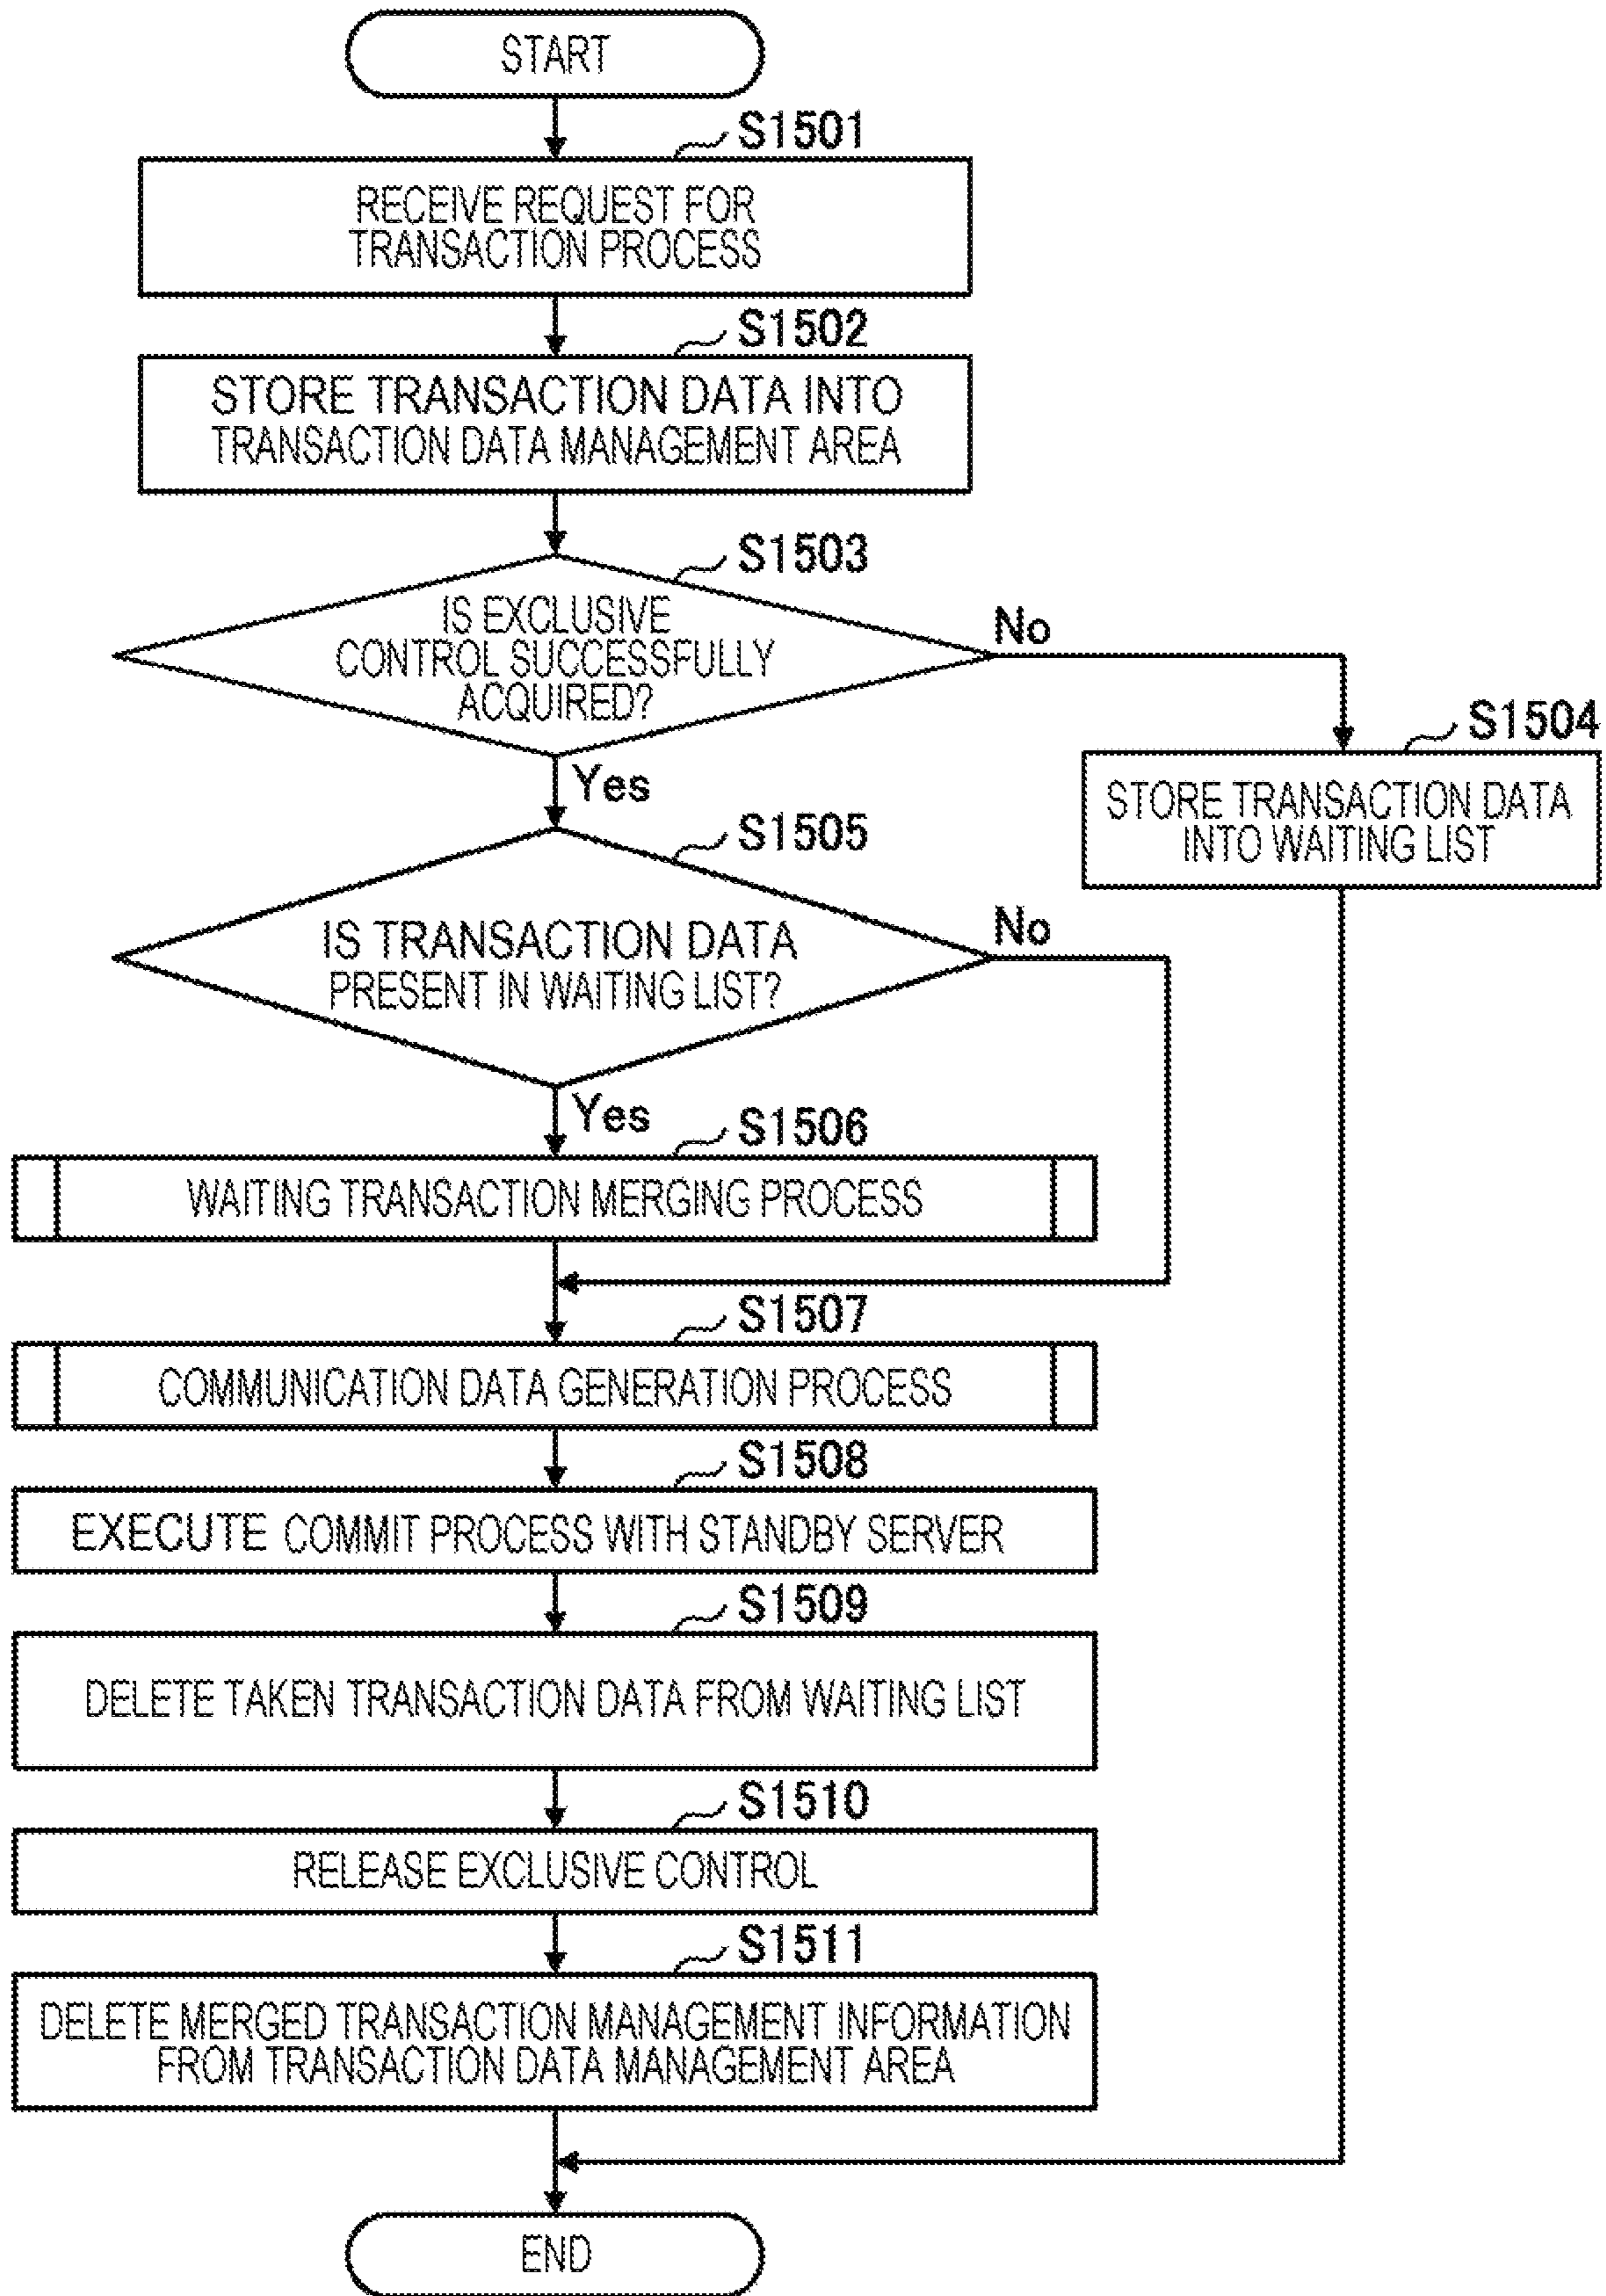 START
S1501
RECEIVE REQUEST FOR
TRANSACTION PROCESS
S1502
STORE TRANSACTION DATA INTO
TRANSACTION DATA MANAGEMENT AREA
S1503
IS EXCLUSIVE
CONTROL SUCCESSFULLY
ACQUIRED?
No
Yes
S1504
STORE TRANSACTION DATA
INTO WAITING LIST
S1505
IS TRANSACTION DATA
PRESENT IN WAITING LIST?
No
Yes
S1506
WAITING TRANSACTION MERGING PROCESS
S1507
COMMUNICATION DATA GENERATION PROCESS
S1508
EXECUTE COMMIT PROCESS WITH STANDBY SERVER
S1509
DELETE TAKEN TRANSACTION DATA FROM WAITING LIST
S1510
RELEASE EXCLUSIVE CONTROL
S1511
DELETE MERGED TRANSACTION MANAGEMENT INFORMATION
FROM TRANSACTION DATA MANAGEMENT AREA
END